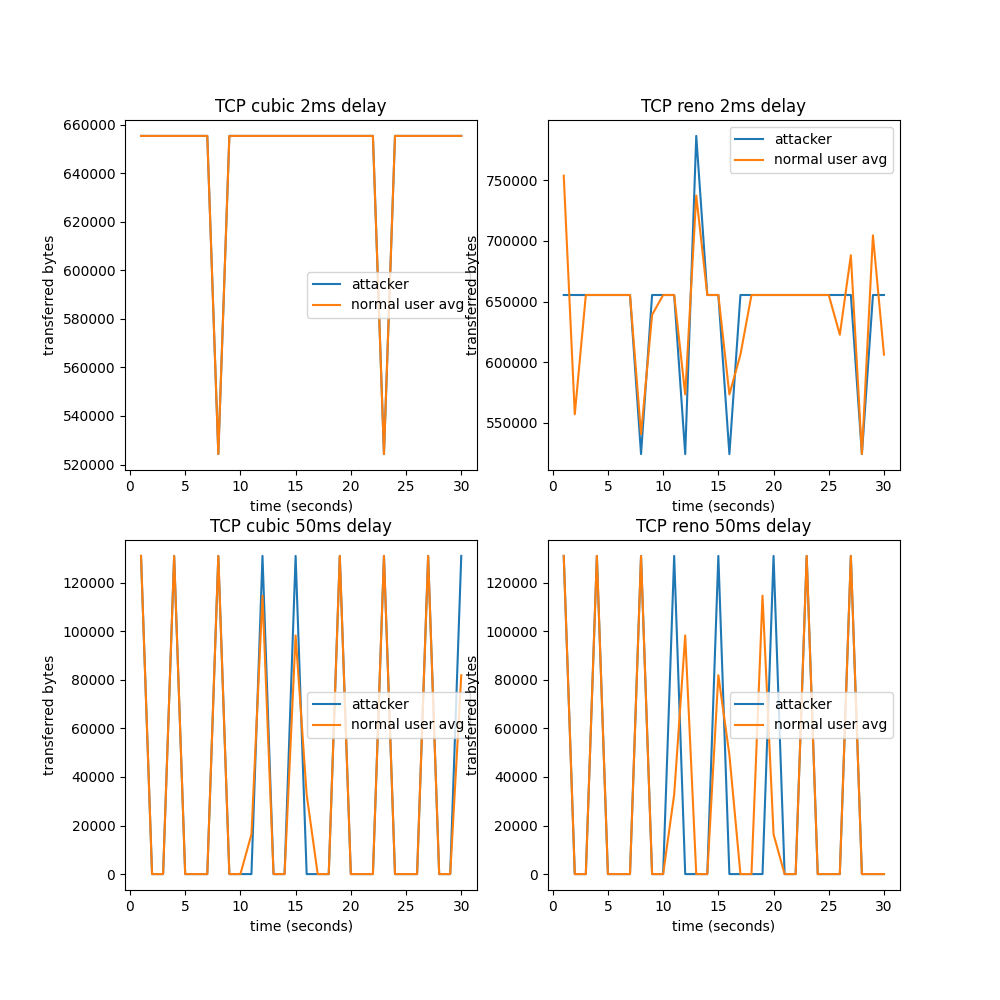 TCP cubic 2ms delay
660000
640000
620000
600000
580000
560000
540000
520000
transferred bytes
attacker
normal user avg
0 5 10 15 20 25 30
time (seconds)
TCP reno 2ms delay
750000
700000
650000
600000
550000
transferred bytes
attacker
normal user avg
0 5 10 15 20 25 30
time (seconds)
TCP cubic 50ms delay
120000
100000
80000
60000
40000
20000
0
transferred bytes
attacker
normal user avg
0 5 10 15 20 25 30
time (seconds)
TCP reno 50ms delay
120000
100000
80000
60000
40000
20000
0
transferred bytes
attacker
normal user avg
0 5 10 15 20 25 30
time (seconds)